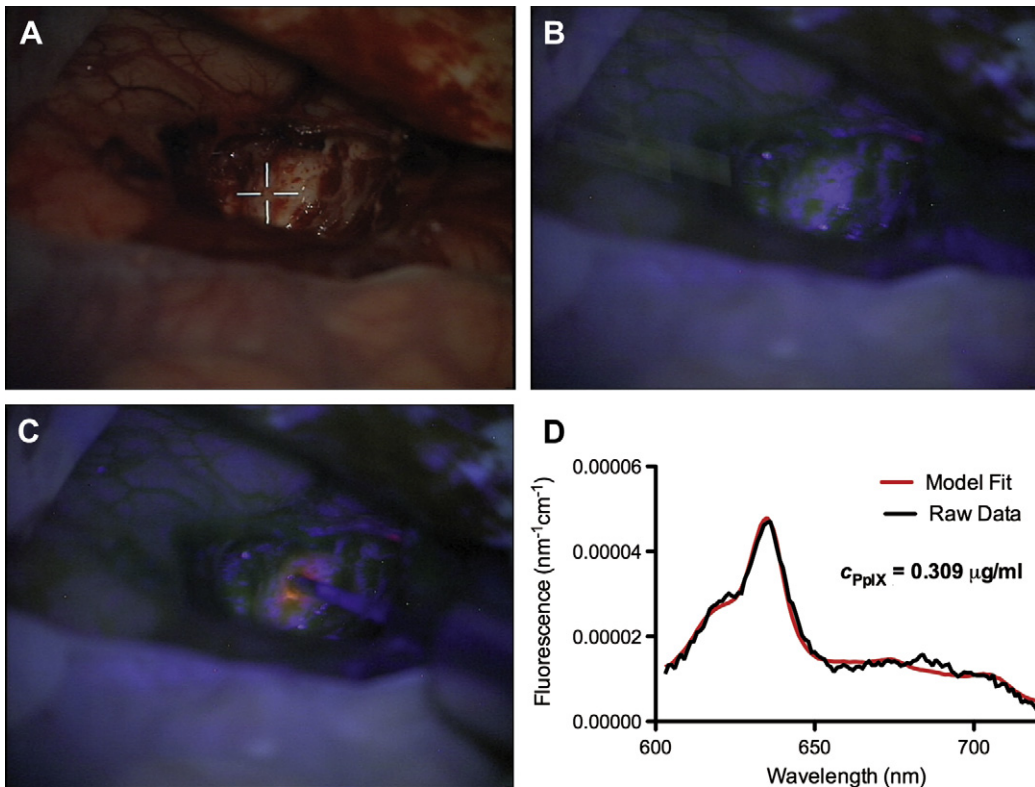 A
B
C
D
0.00006
0.00004
0.00002
0.00000
Fluorescence (nm⁻¹cm⁻¹)
Model Fit
Raw Data
cPpIX = 0.309 μg/ml
600
650
700
Wavelength (nm)